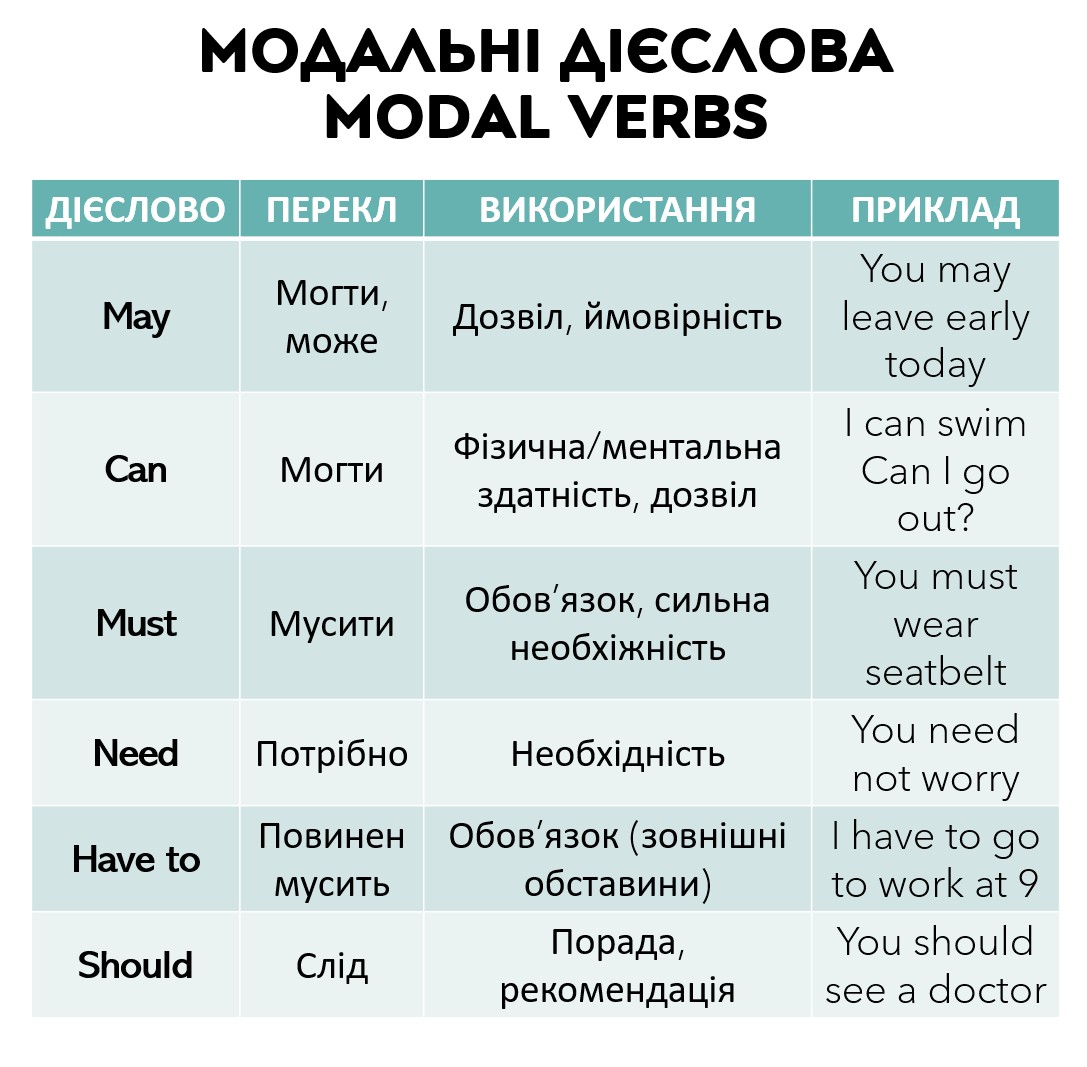 МОДАЛЬНІ ДІЄСЛОВА
MODAL VERBS
ДІЄСЛОВО ПЕРЕКЛ ВИКОРИСТАННЯ ПРИКЛАД
May
Могти,
може
Дозвіл, ймовірність
You may
leave early
today
Can
Могти
Фізична/ментальна
здатність, дозвіл
I can swim
Can I go
out?
Must
Мусити
Обов’язок, сильна
необхіжність
You must
wear
seatbelt
Need
Потрібно
Необхідність
You need
not worry
Have to
Повинен
мусить
Обов’язок (зовнішні
обставини)
I have to go
to work at 9
Should
Слід
Порада,
рекомендація
You should
see a doctor